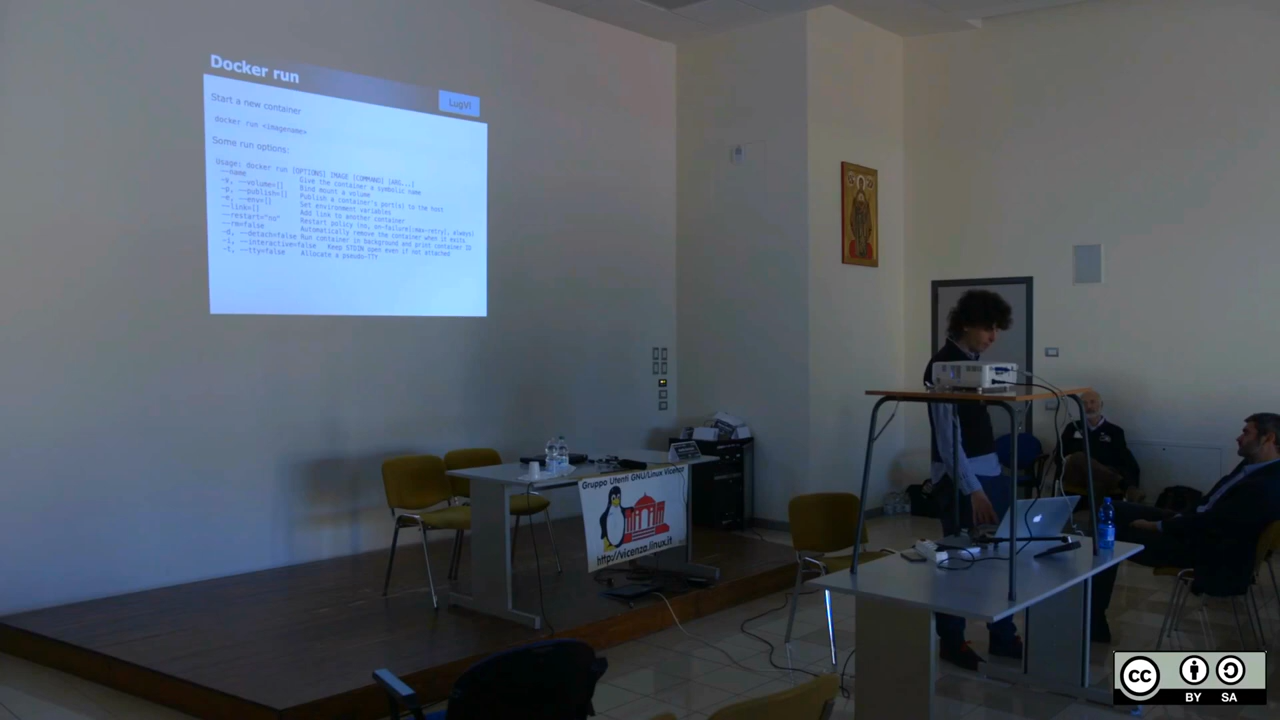 Docker run
LugVI
Start a new container
docker run <imagename>
Some run options:
Usage: docker run [OPTIONS] IMAGE [COMMAND] [ARG...]
--name Give the container a symbolic name
-v, --volume=[] Bind mount a volume
-p, --publish=[] Publish a container's port(s) to the host
-e, --env=[] Set environment variables
--link=[] Add link to another container
--restart="no" Restart policy (no, on-failure[:max-retry], always)
--rm=false Automatically remove the container when it exits
-d, --detach=false Run container in background and print container ID
-i, --interactive=false Keep STDIN open even if not attached
-t, --tty=false Allocate a pseudo-TTY
Gruppo Utenti GNU/Linux Vicenza
http://vicenza.linux.it
cc
BY SA